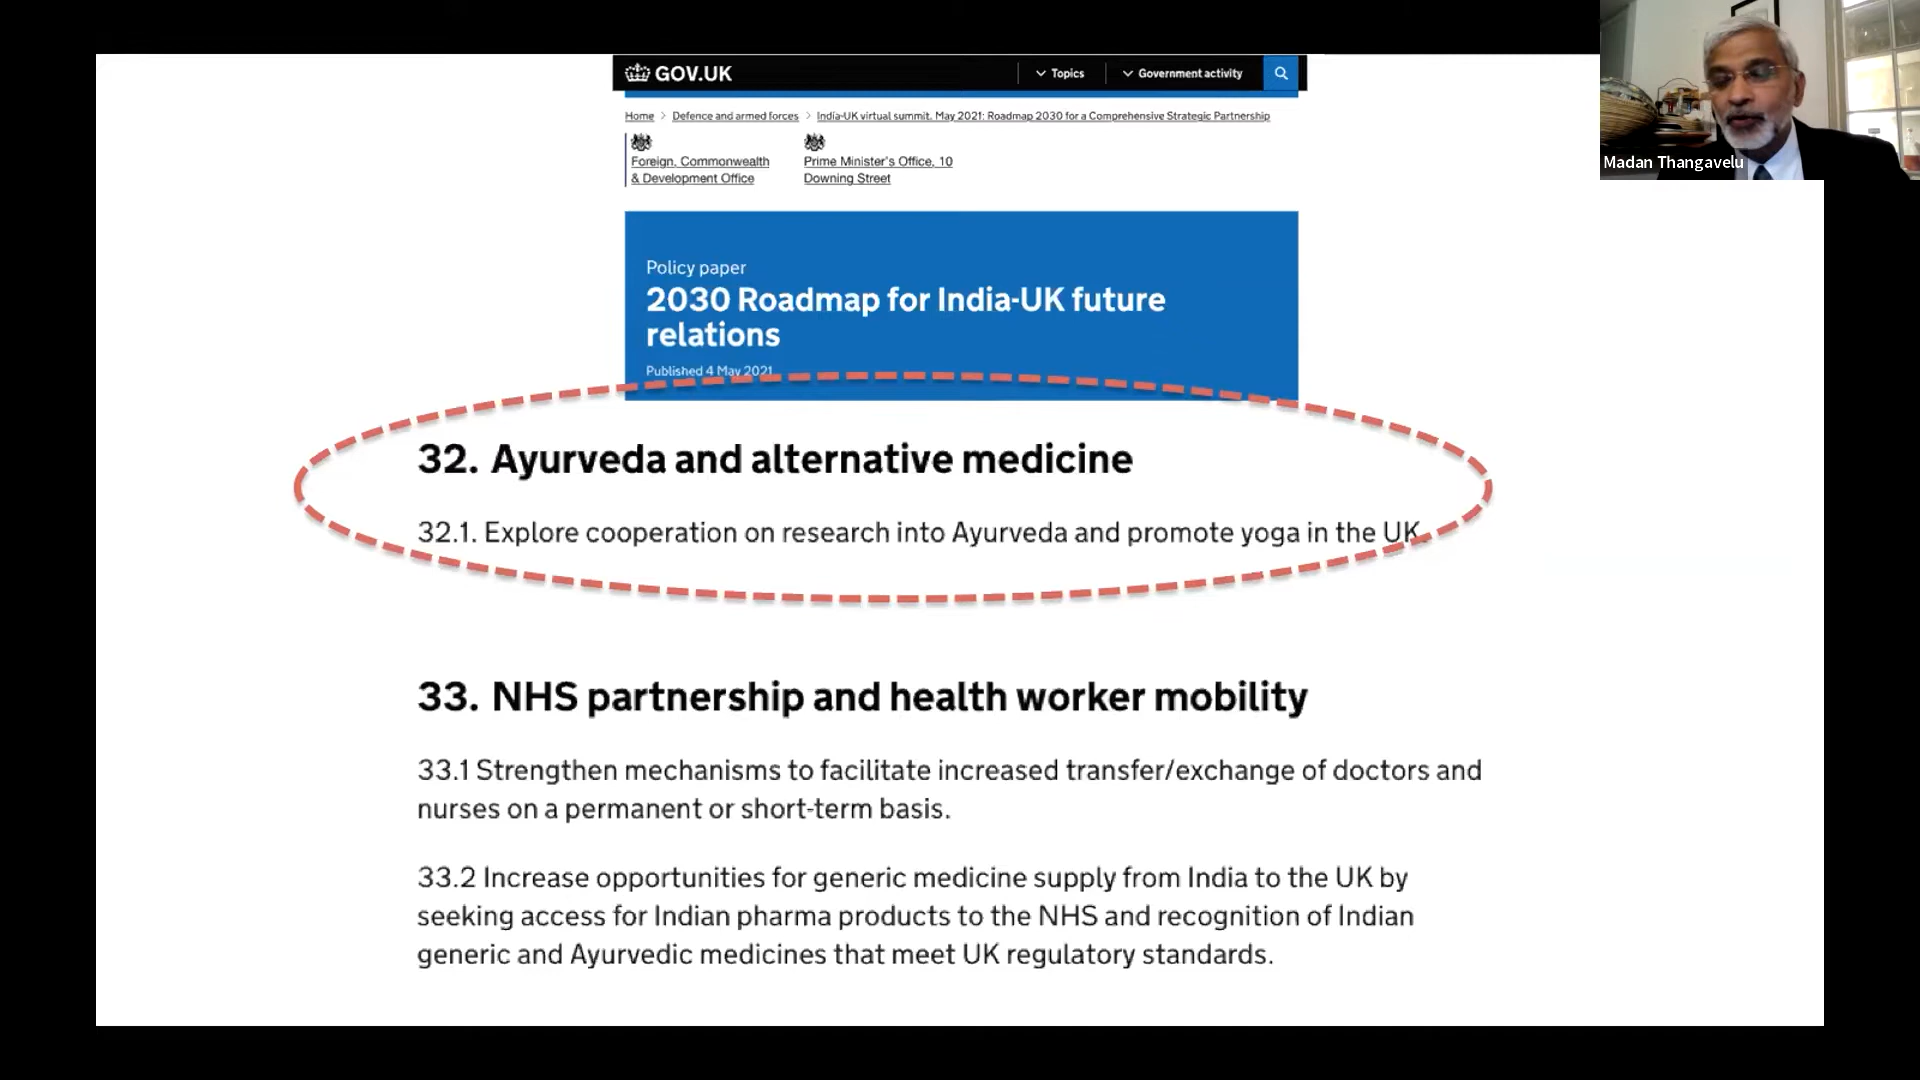 GOV.UK
Topics
Government activity
Home > Defence and armed forces > India-UK virtual summit, May 2021: Roadmap 2030 for a Comprehensive Strategic Partnership
Foreign, Commonwealth
& Development Office
Prime Minister's Office, 10
Downing Street
Madan Thangavelu
Policy paper
2030 Roadmap for India-UK future
relations
Published 4 May 2021
32. Ayurveda and alternative medicine
32.1. Explore cooperation on research into Ayurveda and promote yoga in the UK.
33. NHS partnership and health worker mobility
33.1 Strengthen mechanisms to facilitate increased transfer/exchange of doctors and
nurses on a permanent or short-term basis.
33.2 Increase opportunities for generic medicine supply from India to the UK by
seeking access for Indian pharma products to the NHS and recognition of Indian
generic and Ayurvedic medicines that meet UK regulatory standards.